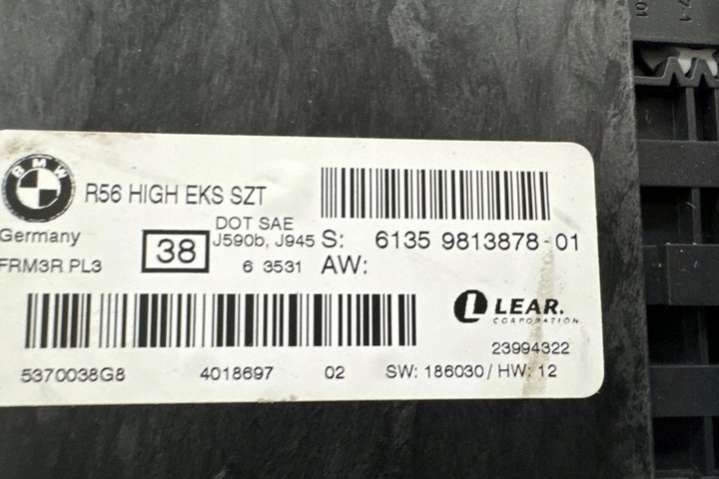 BMW
R56 HIGH EKS SZT
Germany
38
DOT SAE
J590b, J945
S: 6135 9813878-01
FRM3R PL3
6 3531
AW:
LEAR.
CORPORATION
23994322
5370038G8 4018697 02 SW: 186030 / HW: 12